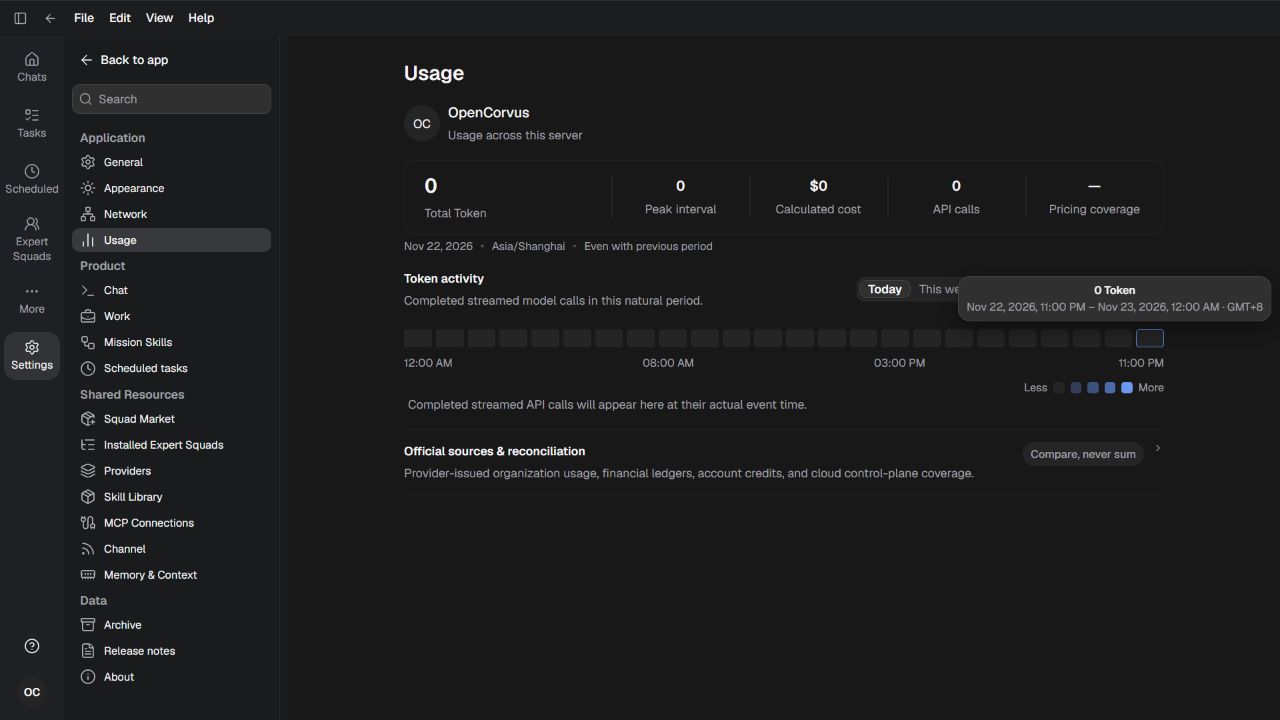 File Edit View Help
Chats
Tasks
Scheduled
Expert
Squads
More
Settings
OC
Back to app
Search
Application
General
Appearance
Network
Usage
Product
Chat
Work
Mission Skills
Scheduled tasks
Shared Resources
Squad Market
Installed Expert Squads
Providers
Skill Library
MCP Connections
Channel
Memory & Context
Data
Archive
Release notes
About
Usage
OC
OpenCorvus
Usage across this server
0
Total Token
0
Peak interval
$0
Calculated cost
0
API calls
—
Pricing coverage
Nov 22, 2026 • Asia/Shanghai • Even with previous period
Token activity
Completed streamed model calls in this natural period.
Today This we
0 Token
Nov 22, 2026, 11:00 PM – Nov 23, 2026, 12:00 AM · GMT+8
12:00 AM 08:00 AM 03:00 PM 11:00 PM
Less More
Completed streamed API calls will appear here at their actual event time.
Official sources & reconciliation
Provider-issued organization usage, financial ledgers, account credits, and cloud control-plane coverage.
Compare, never sum